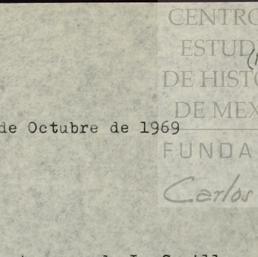 CENTRO
ESTUD
DE HISTO
DE MEX
FUNDA
Carlos
de Octubre de 1969